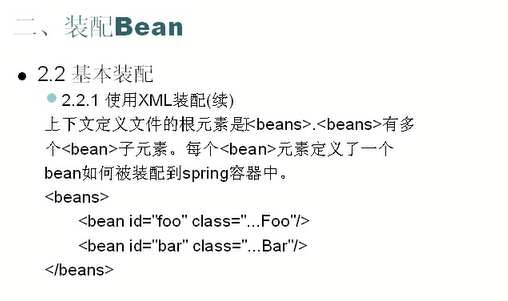 二、装配Bean
2.2 基本装配
2.2.1 使用XML装配(续)
上下文定义文件的根元素是<beans>.<beans>有多
个<bean>子元素。每个<bean>元素定义了一个
bean如何被装配到spring容器中。
<beans>
<bean id="foo" class="...Foo"/>
<bean id="bar" class="...Bar"/>
</beans>